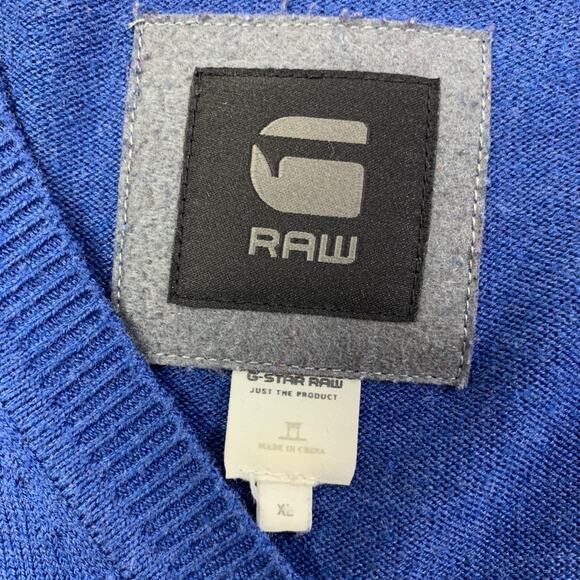 G
RAW
G-STAR RAW
JUST THE PRODUCT
MADE IN CHINA
XL